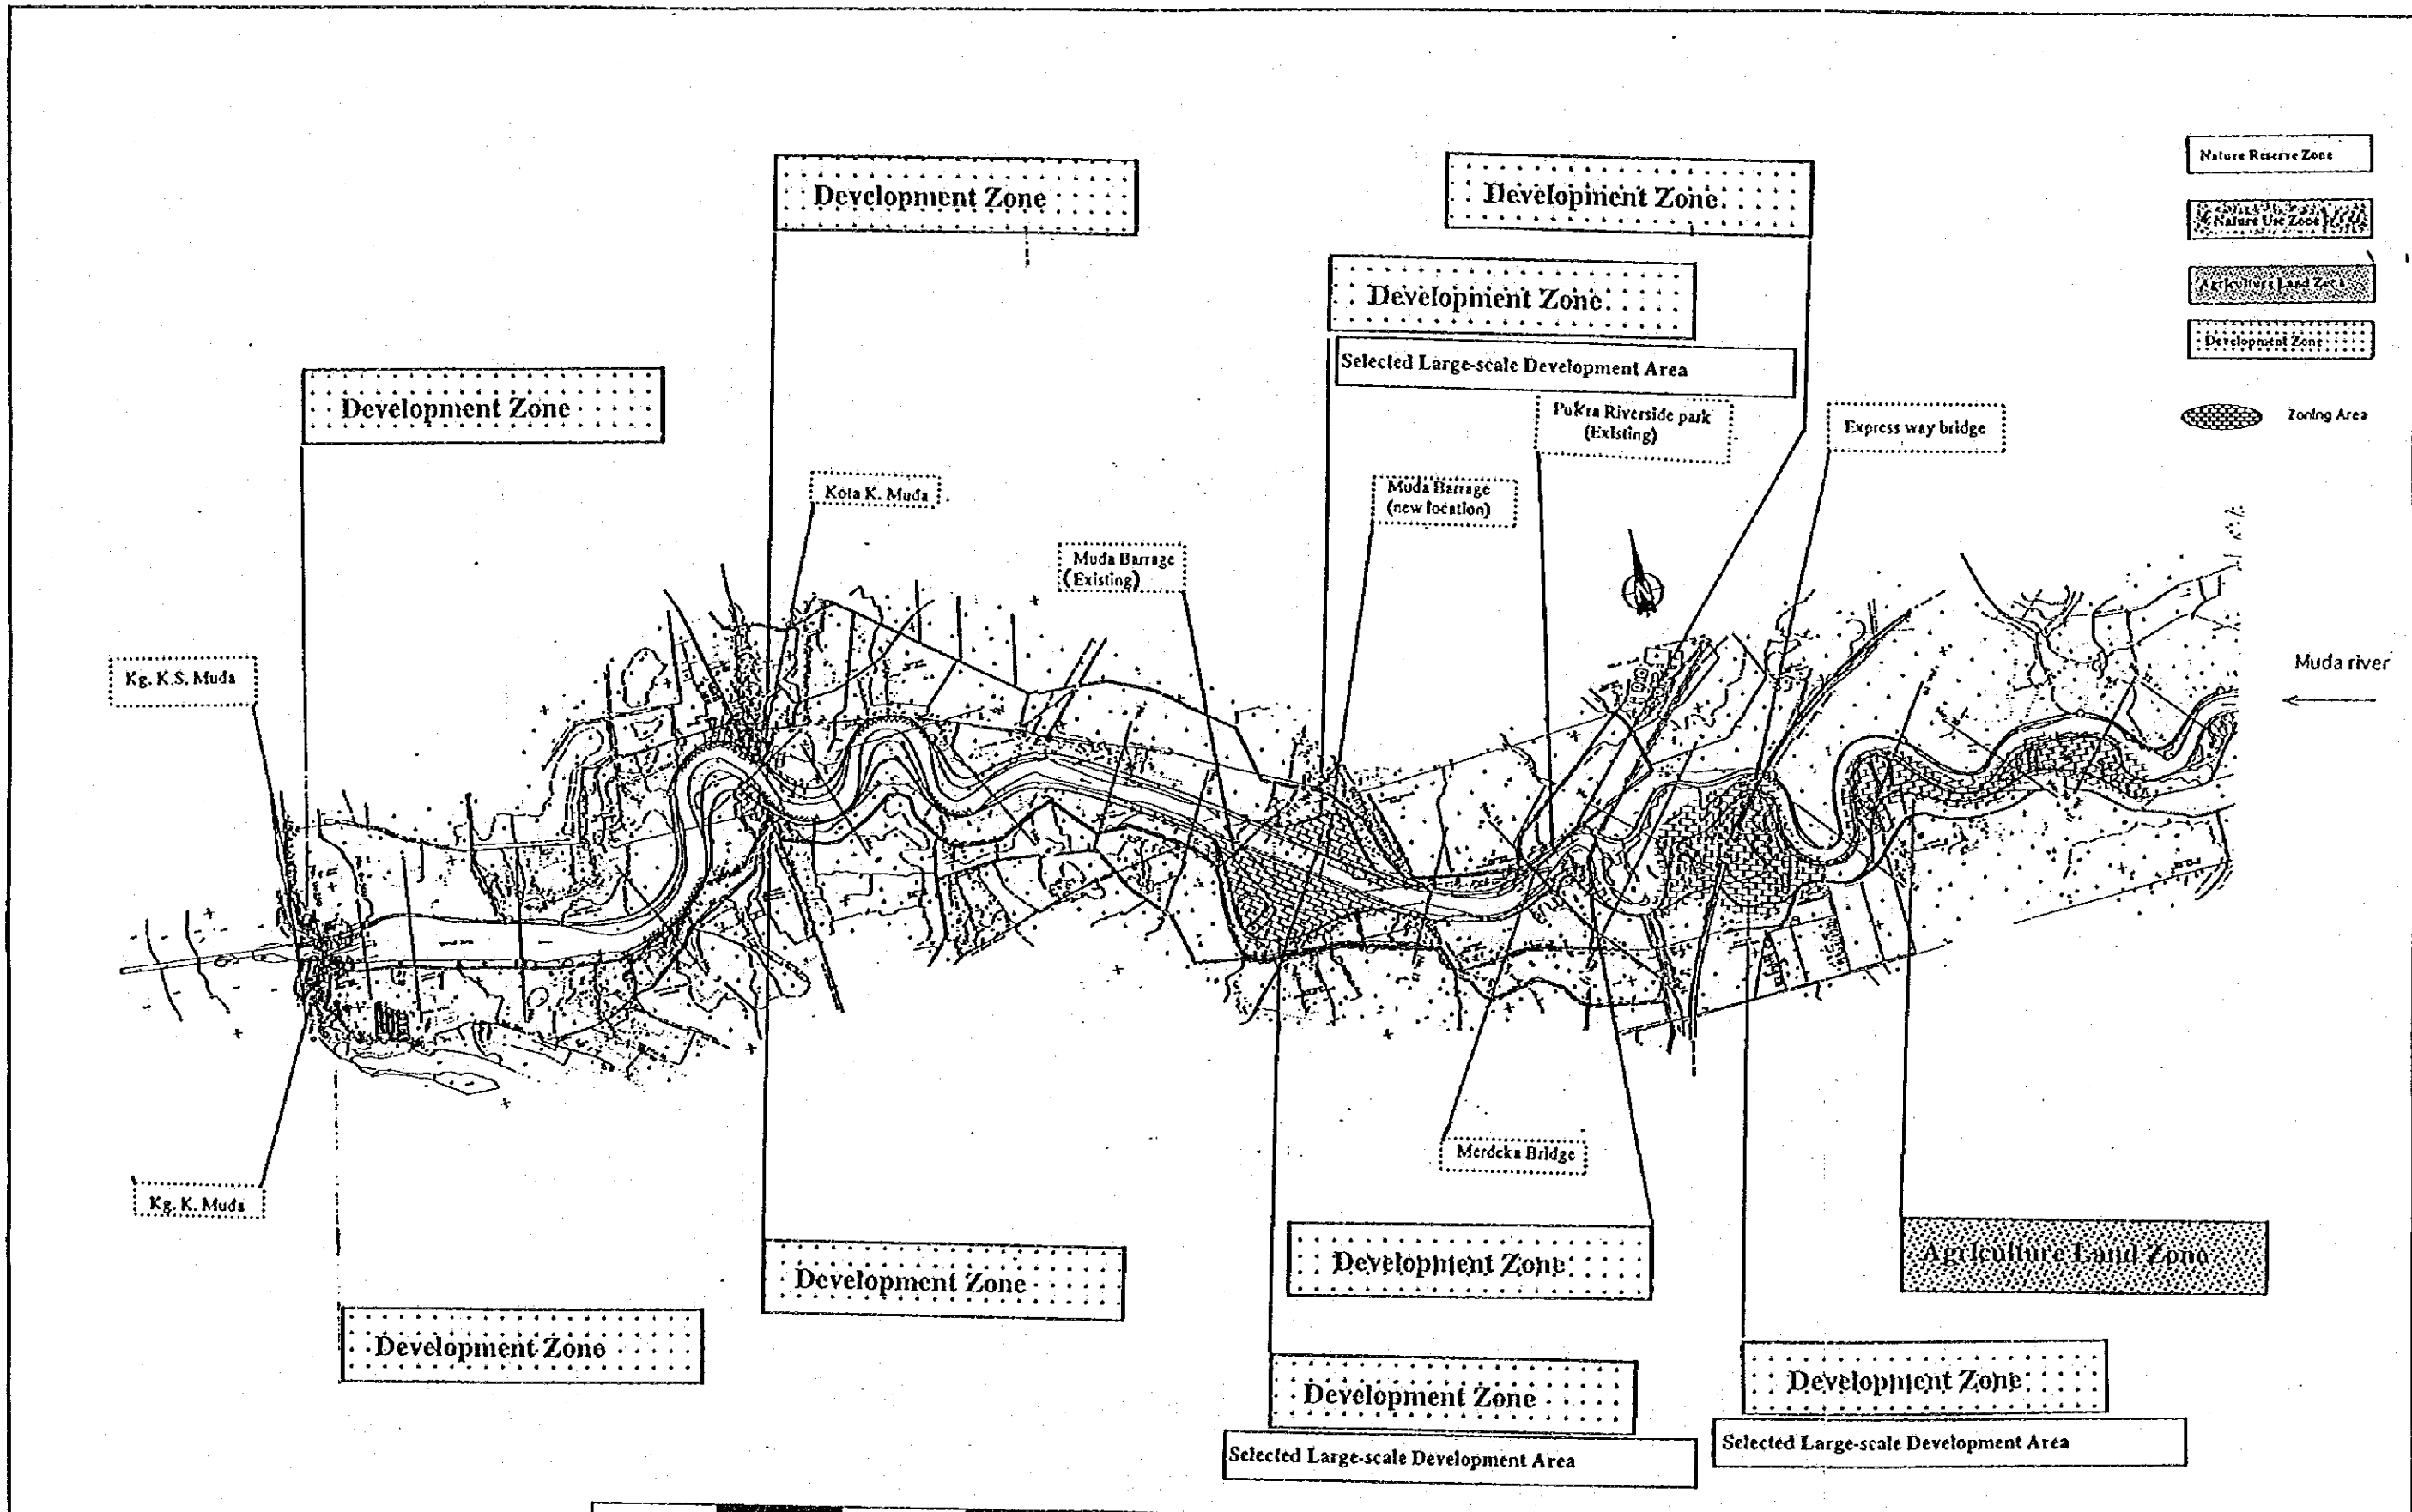 Development Zone
Development Zone
Nature Reserve Zone
Nature Use Zone
Agriculture Land Zone
Development Zone
Zoning Area
Development Zone
Selected Large-scale Development Area
Development Zone
Riverside park
(Existing)
Express way bridge
Kota K. Muda
Muda Barrage
(new location)
Muda Barrage
(Existing)
Kg. K.S. Muda
Muda river
Merdeka Bridge
Kg. K. Muda
Development Zone
Agriculture Land Zone
Development Zone
Development Zone
Development Zone
Development Zone
Selected Large-scale Development Area
Selected Large-scale Development Area